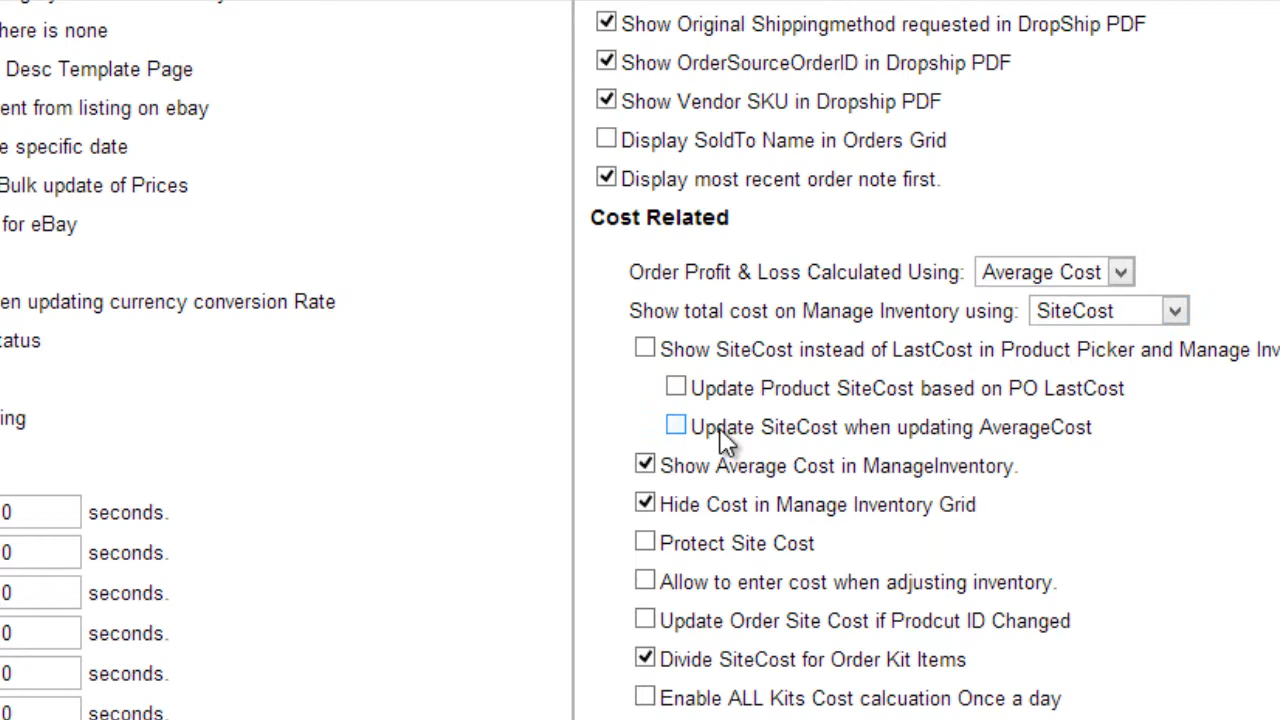 here is none
Desc Template Page
ent from listing on ebay
e specific date
Bulk update of Prices
for eBay
en updating currency conversion Rate
tatus
ing
0 seconds.
0 seconds.
0 seconds.
0 seconds.
0 seconds.
0 seconds.
Show Original Shippingmethod requested in DropShip PDF
Show OrderSourceOrderID in Dropship PDF
Show Vendor SKU in Dropship PDF
Display SoldTo Name in Orders Grid
Display most recent order note first.
Cost Related
Order Profit & Loss Calculated Using: Average Cost
Show total cost on Manage Inventory using: SiteCost
Show SiteCost instead of LastCost in Product Picker and Manage Inv
Update Product SiteCost based on PO LastCost
Update SiteCost when updating AverageCost
Show Average Cost in ManageInventory.
Hide Cost in Manage Inventory Grid
Protect Site Cost
Allow to enter cost when adjusting inventory.
Update Order Site Cost if Prodcut ID Changed
Divide SiteCost for Order Kit Items
Enable ALL Kits Cost calcuation Once a day